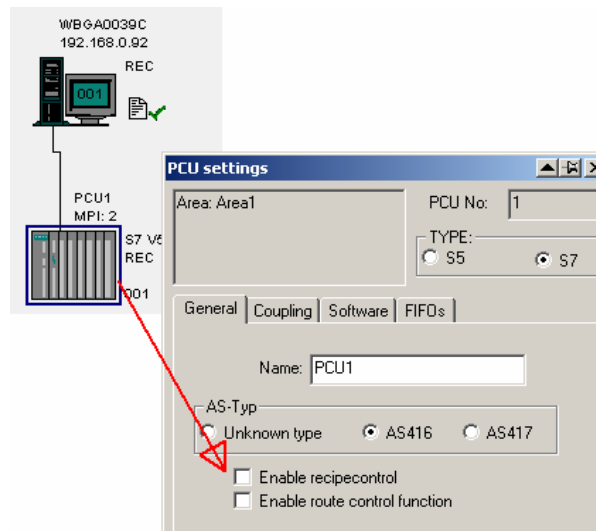 WBGA0039C
192.168.0.92
REC
001
PCU1
MPI: 2
S7 V5
REC
001
PCU settings
Area: Area1
PCU No: 1
TYPE:
S5 S7
General Coupling Software FIFOs
Name: PCU1
AS-Typ
Unknown type AS416 AS417
Enable recipecontrol
Enable route control function